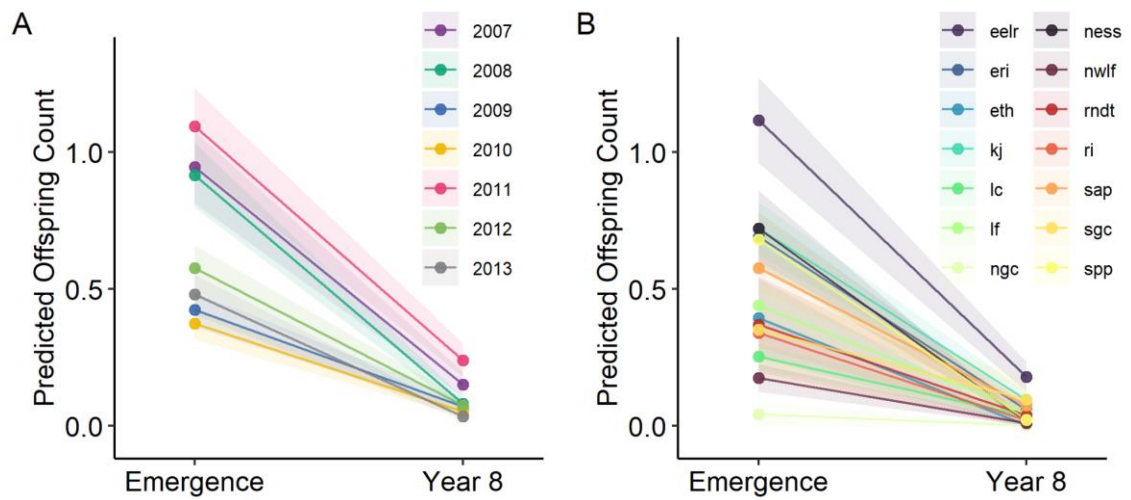 A
Predicted Offspring Count
1.0
0.5
0.0
Emergence
Year 8
2007
2008
2009
2010
2011
2012
2013
B
Predicted Offspring Count
1.0
0.5
0.0
Emergence
Year 8
eelr
eri
eth
kj
lc
lf
ngc
ness
nwlf
rndt
ri
sap
sgc
spp